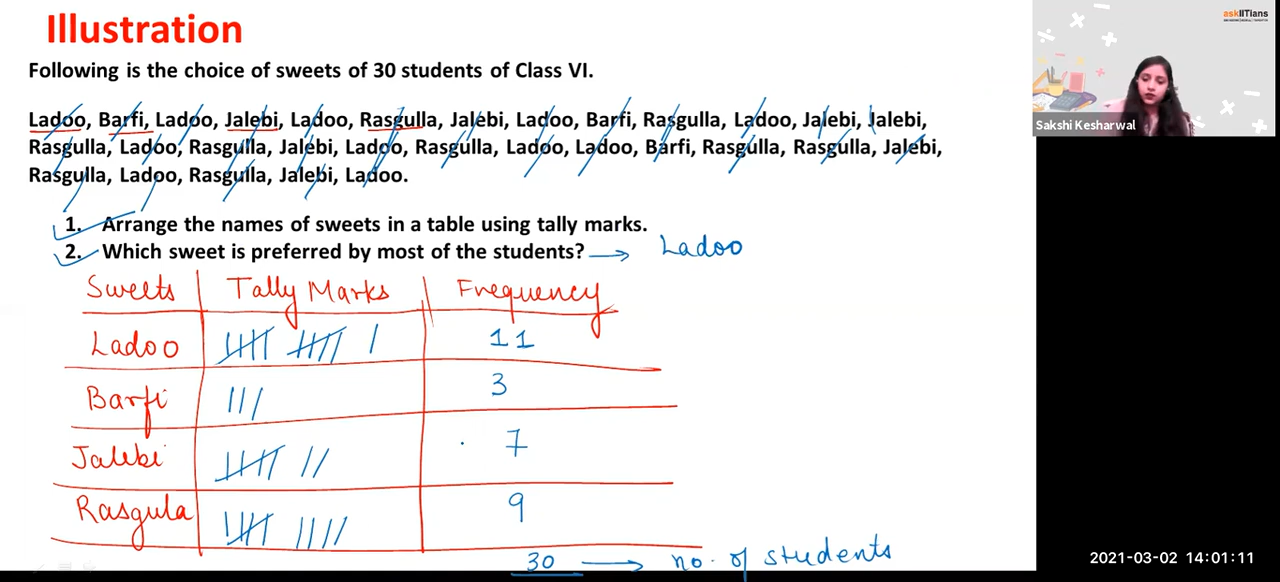 Illustration
askIITians
Following is the choice of sweets of 30 students of Class VI.
Ladoo, Barfi, Ladoo, Jalebi, Ladoo, Rasgulla, Jalebi, Ladoo, Barfi, Rasgulla, Ladoo, Jalebi, Jalebi,
Rasgulla, Ladoo, Rasgulla, Jalebi, Ladoo, Rasgulla, Ladoo, Ladoo, Barfi, Rasgulla, Rasgulla, Jalebi,
Rasgulla, Ladoo, Rasgulla, Jalebi, Ladoo.
Sakshi Kesharwal
1. Arrange the names of sweets in a table using tally marks.
2. Which sweet is preferred by most of the students? → Ladoo
Sweets Tally Marks Frequency
Ladoo 11
Barfi 3
Jalebi 7
Rasgula 9
30 → no. of students
2021-03-02 14:01:11